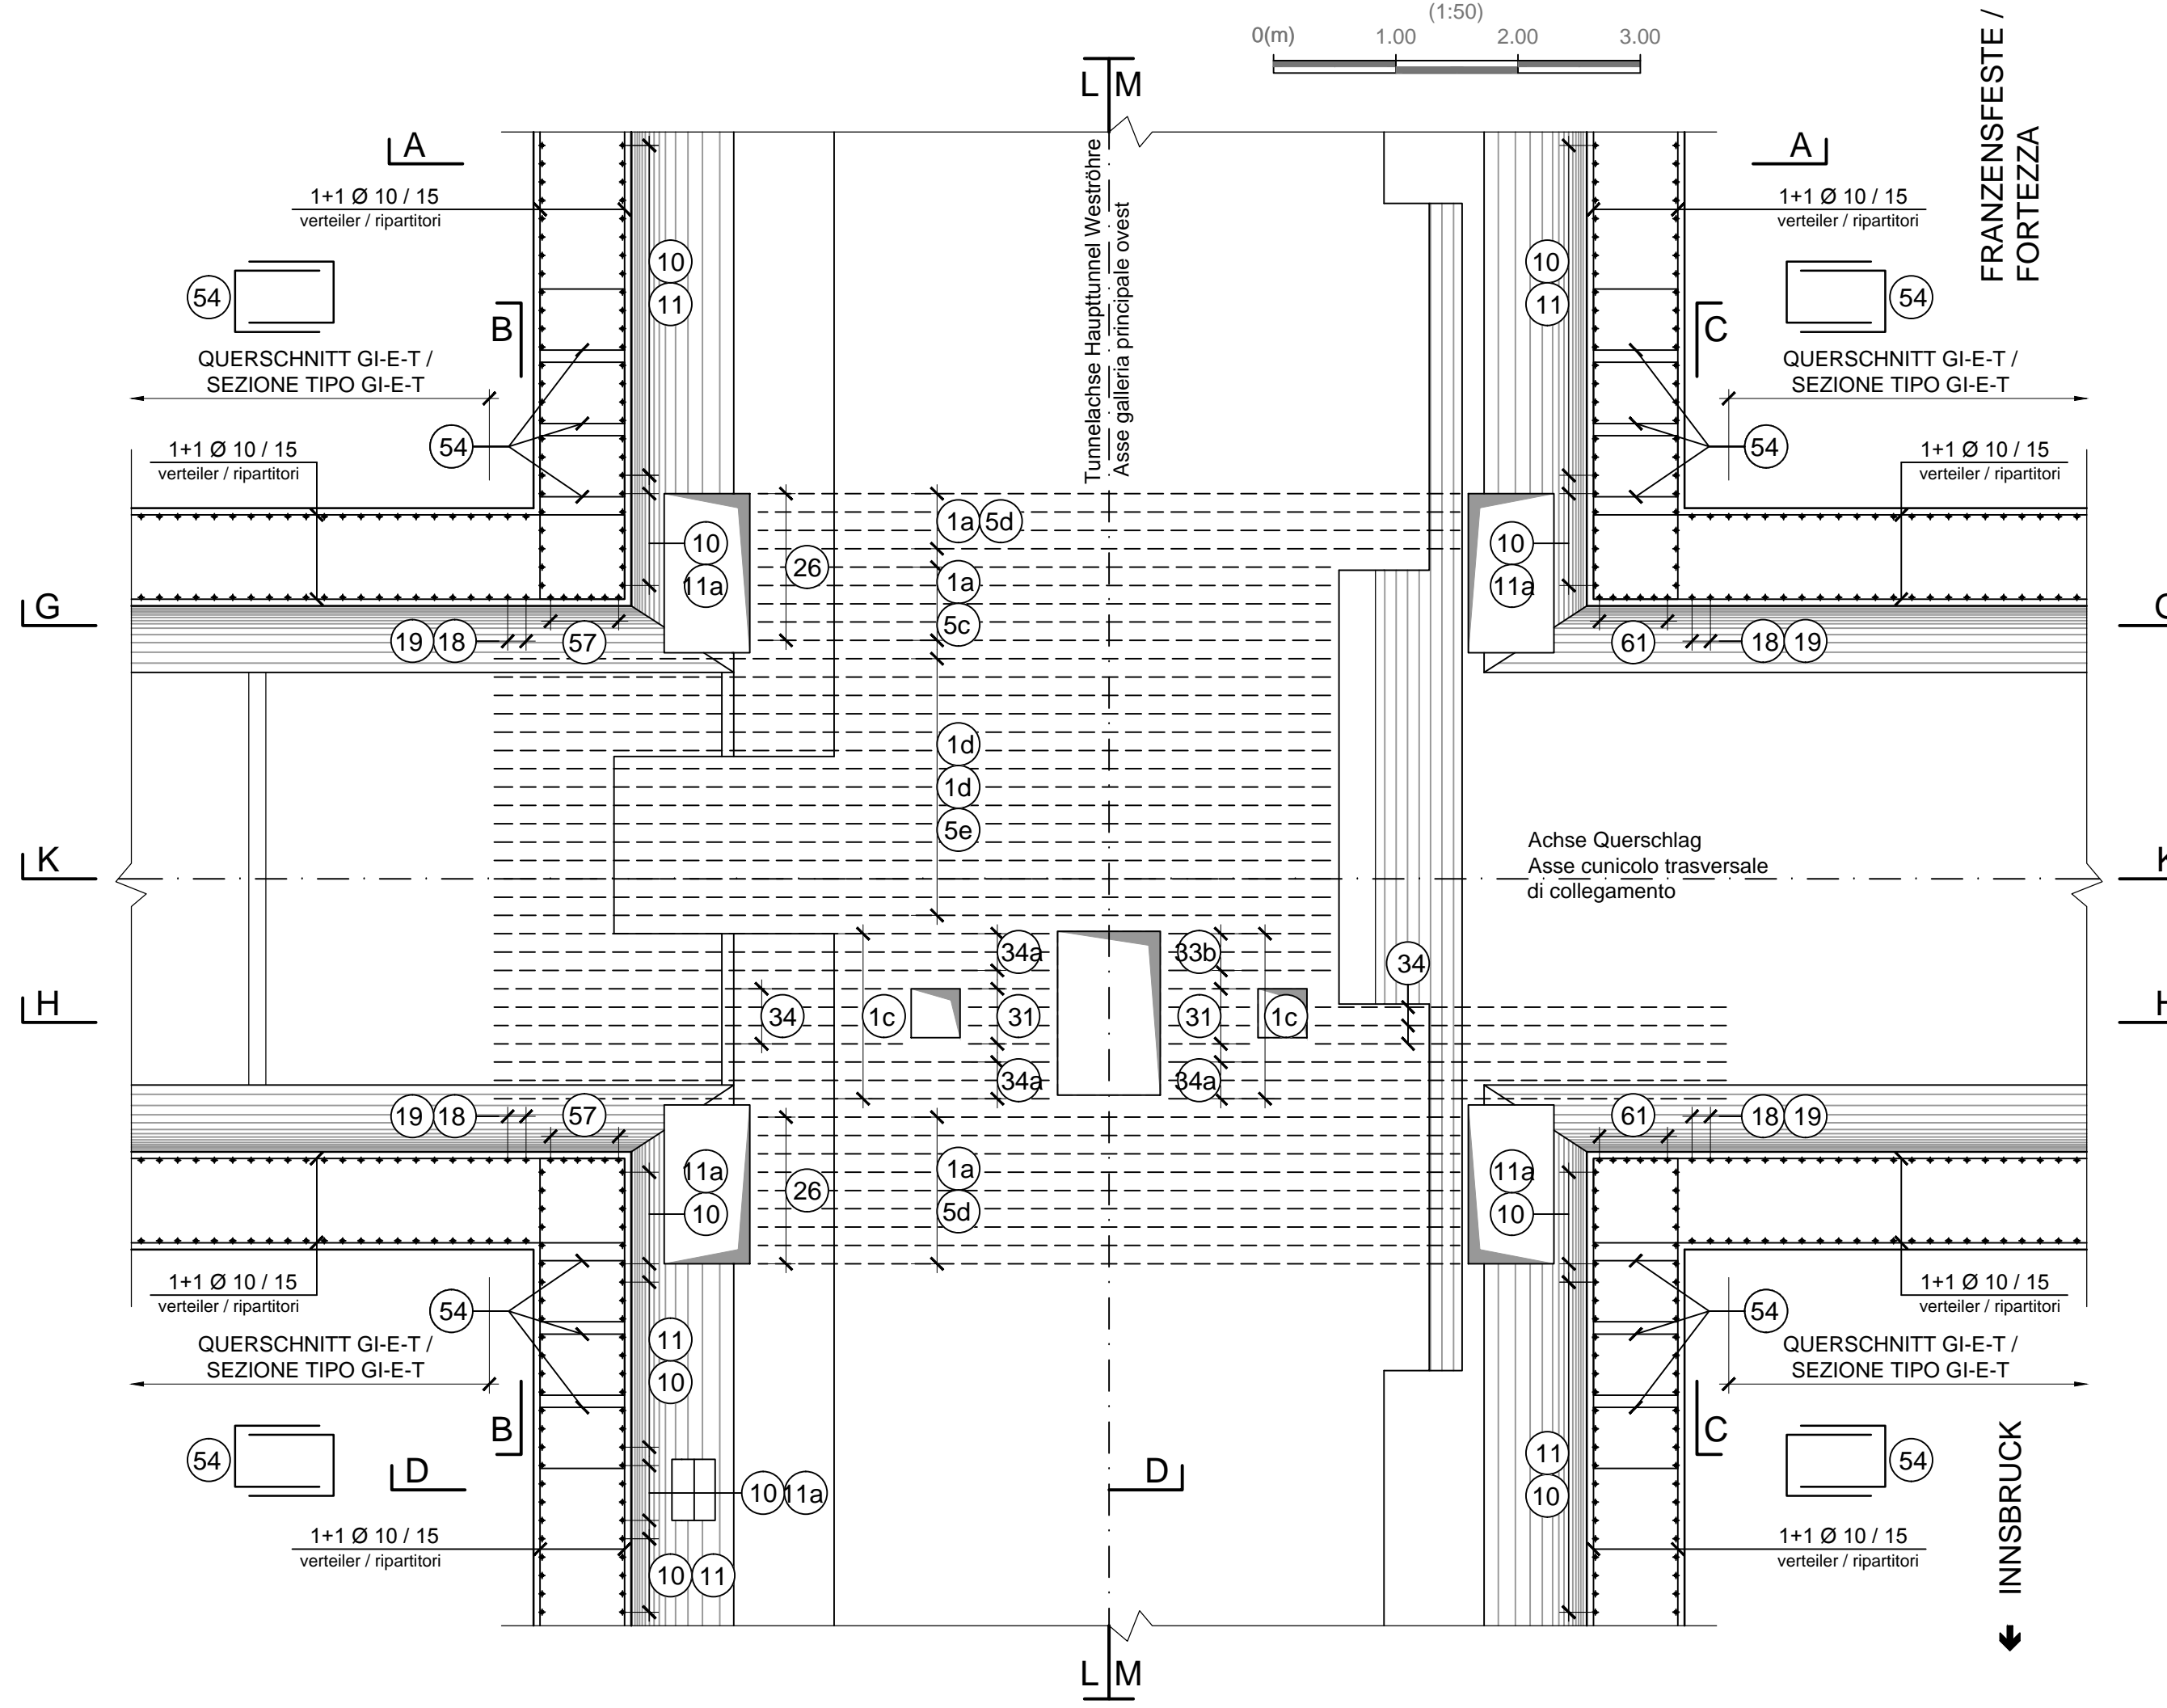 (1:50)
0(m) 1.00 2.00 3.00
FRANZENSFESTE /
FORTEZZA
L M
A A
1+1 Ø 10 / 15
verteiler / ripartitori
1+1 Ø 10 / 15
verteiler / ripartitori
Tunnelachse Haupttunnel Weströhre
Asse galleria principale ovest
54
10
11
10
11
54
B
C
QUERSCHNITT GI-E-T /
SEZIONE TIPO GI-E-T
QUERSCHNITT GI-E-T /
SEZIONE TIPO GI-E-T
54
54
1+1 Ø 10 / 15
verteiler / ripartitori
1+1 Ø 10 / 15
verteiler / ripartitori
1a 5d
10
11a
26
1a
5c
10
11a
G
19 18 57
61 18 19
1d
1d
5e
Achse Querschlag
Asse cunicolo trasversale
di collegamento
K
34a 33b 34
H
34 1c 31 31 1c
34a 34a
19 18 57
61 18 19
11a
10
26
1a
5d
11a
10
1+1 Ø 10 / 15
verteiler / ripartitori
1+1 Ø 10 / 15
verteiler / ripartitori
54
54
QUERSCHNITT GI-E-T /
SEZIONE TIPO GI-E-T
QUERSCHNITT GI-E-T /
SEZIONE TIPO GI-E-T
11
10
B
C
54
11
10
54
D D
10 11a
INNSBRUCK
1+1 Ø 10 / 15
verteiler / ripartitori
1+1 Ø 10 / 15
verteiler / ripartitori
10 11
L M